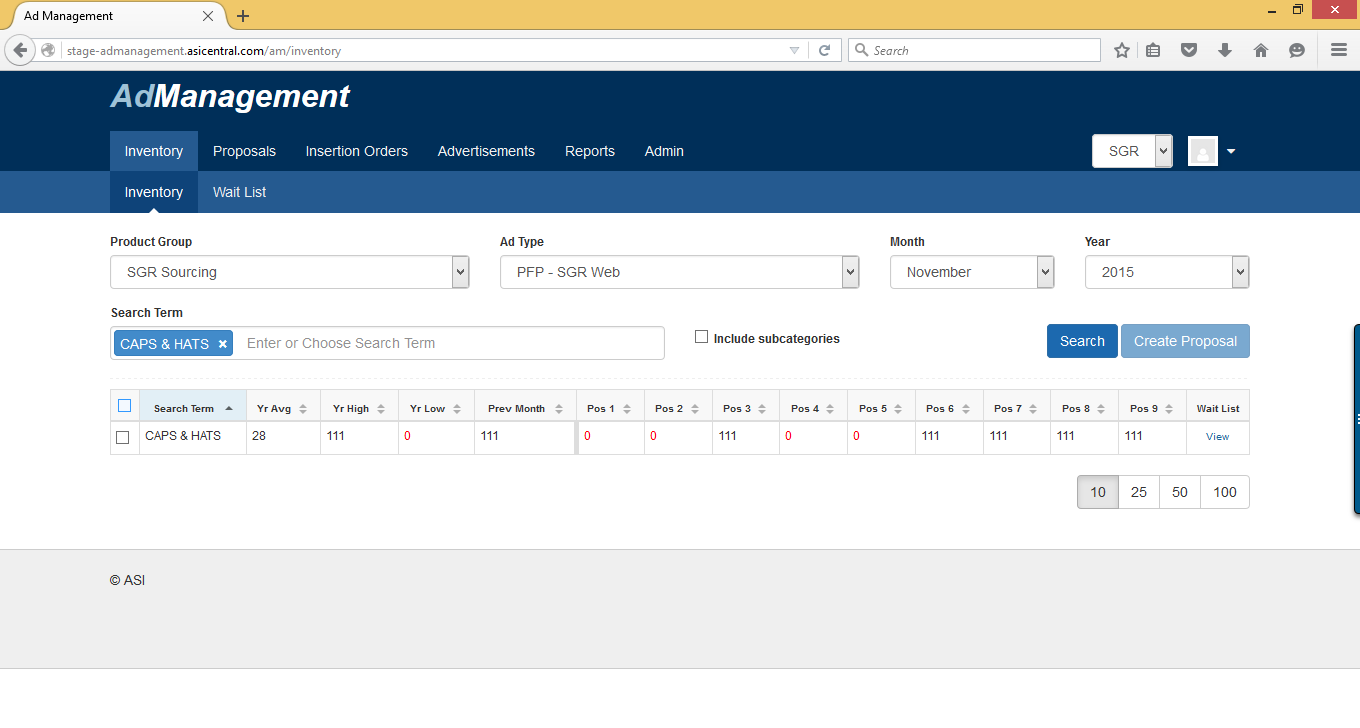 Ad Management
stage-admanagement.asicentral.com/am/inventory
Search
AdManagement
Inventory Proposals Insertion Orders Advertisements Reports Admin SGR
Inventory Wait List
Product Group Ad Type Month Year
SGR Sourcing PFP - SGR Web November 2015
Search Term
CAPS & HATS × Enter or Choose Search Term Include subcategories Search Create Proposal
Search Term Yr Avg Yr High Yr Low Prev Month Pos 1 Pos 2 Pos 3 Pos 4 Pos 5 Pos 6 Pos 7 Pos 8 Pos 9 Wait List
CAPS & HATS 28 111 0 111 0 0 111 0 0 111 111 111 111 View
10 25 50 100
© ASI